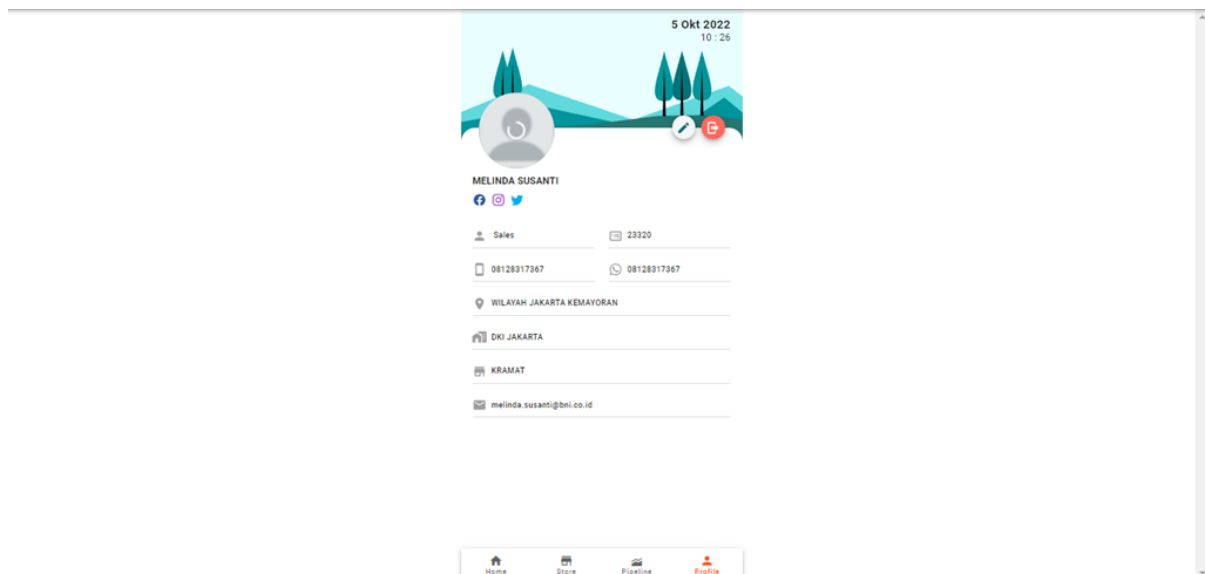 5 Okt 2022
10 : 26
MELINDA SUSANTI
Sales
23320
08128317367
08128317367
WILAYAH JAKARTA KEMAYORAN
DKI JAKARTA
KRAMAT
melinda.susanti@bni.co.id
Home
Store
Pipeline
Profile